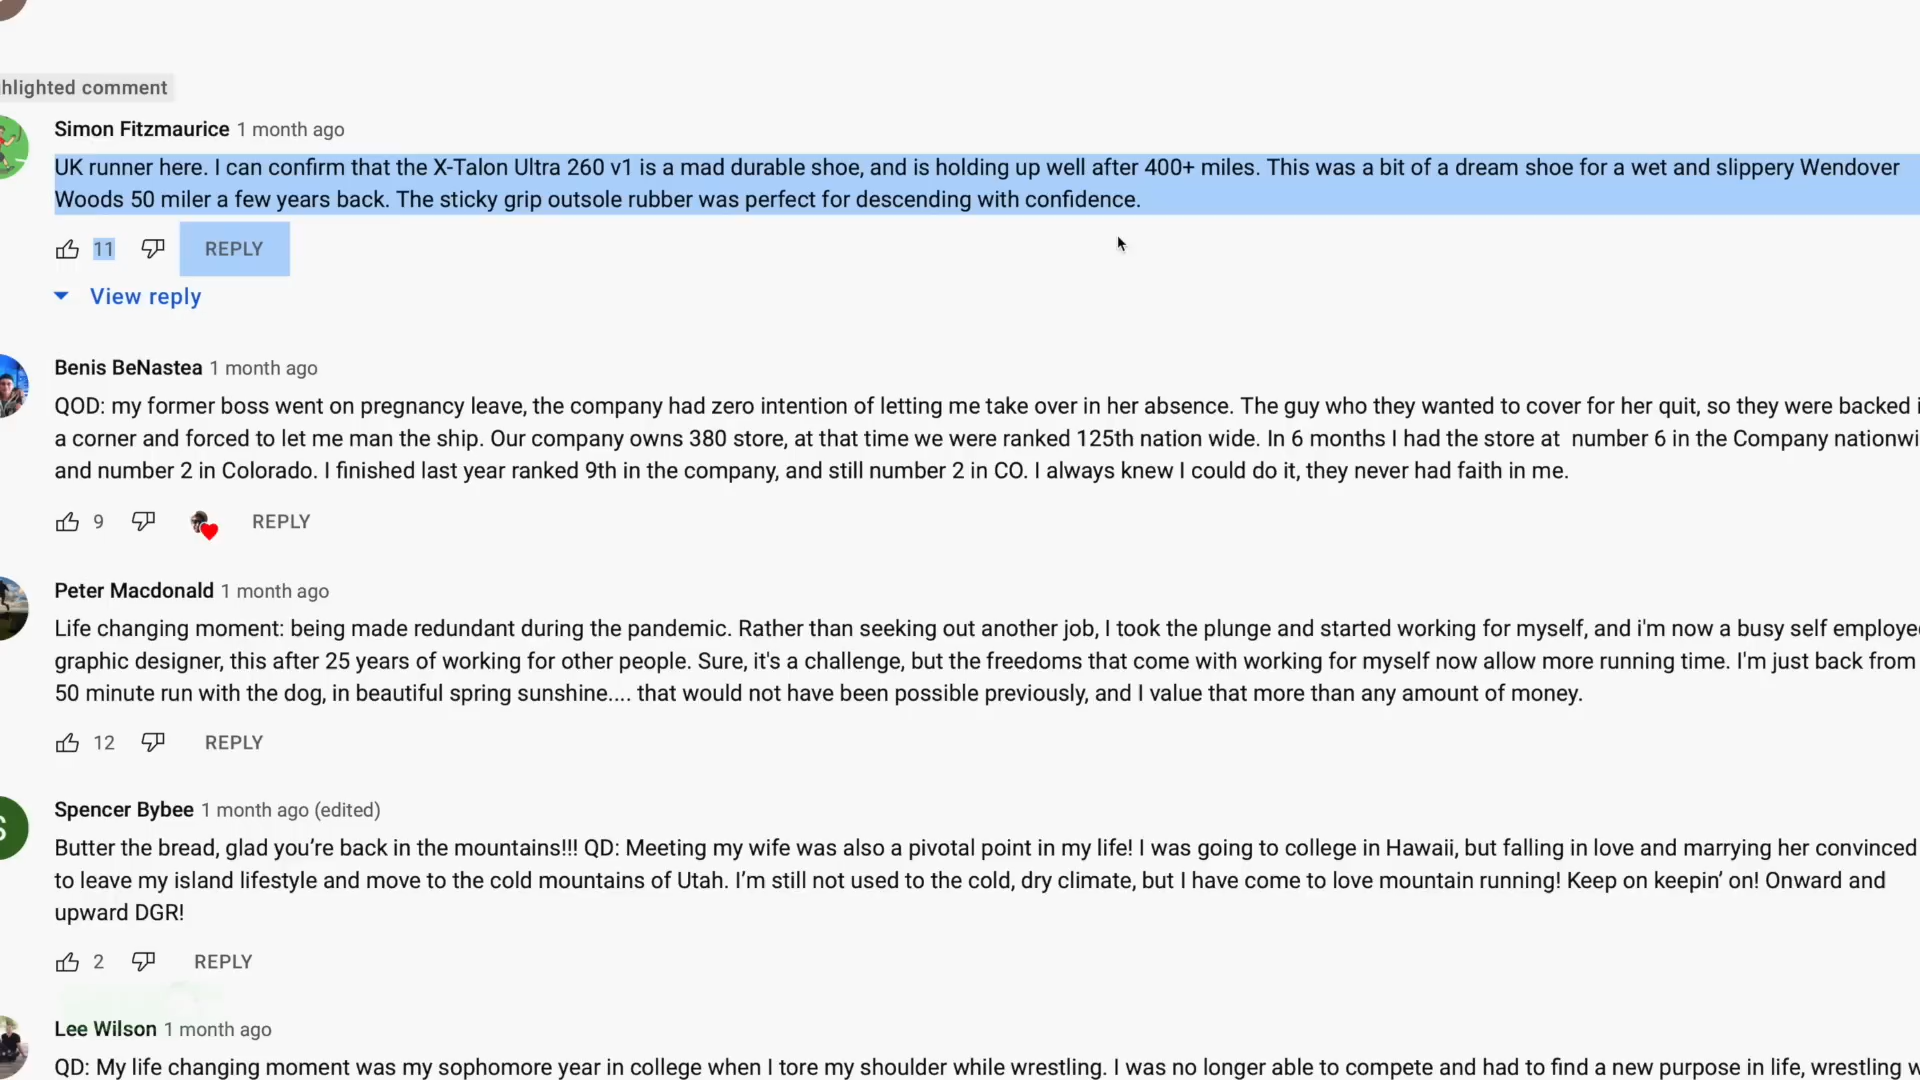 hlighted comment
Simon Fitzmaurice 1 month ago
UK runner here. I can confirm that the X-Talon Ultra 260 v1 is a mad durable shoe, and is holding up well after 400+ miles. This was a bit of a dream shoe for a wet and slippery Wendover
Woods 50 miler a few years back. The sticky grip outsole rubber was perfect for descending with confidence.
11 REPLY
View reply
Benis BeNastea 1 month ago
QOD: my former boss went on pregnancy leave, the company had zero intention of letting me take over in her absence. The guy who they wanted to cover for her quit, so they were backed i
a corner and forced to let me man the ship. Our company owns 380 store, at that time we were ranked 125th nation wide. In 6 months I had the store at  number 6 in the Company nationwi
and number 2 in Colorado. I finished last year ranked 9th in the company, and still number 2 in CO. I always knew I could do it, they never had faith in me.
9 REPLY
Peter Macdonald 1 month ago
Life changing moment: being made redundant during the pandemic. Rather than seeking out another job, I took the plunge and started working for myself, and i'm now a busy self employe
graphic designer, this after 25 years of working for other people. Sure, it's a challenge, but the freedoms that come with working for myself now allow more running time. I'm just back from
50 minute run with the dog, in beautiful spring sunshine.... that would not have been possible previously, and I value that more than any amount of money.
12 REPLY
S
Spencer Bybee 1 month ago (edited)
Butter the bread, glad you’re back in the mountains!!! QD: Meeting my wife was also a pivotal point in my life! I was going to college in Hawaii, but falling in love and marrying her convinced
to leave my island lifestyle and move to the cold mountains of Utah. I’m still not used to the cold, dry climate, but I have come to love mountain running! Keep on keepin’ on! Onward and
upward DGR!
2 REPLY
Lee Wilson 1 month ago
QD: My life changing moment was my sophomore year in college when I tore my shoulder while wrestling. I was no longer able to compete and had to find a new purpose in life, wrestling w